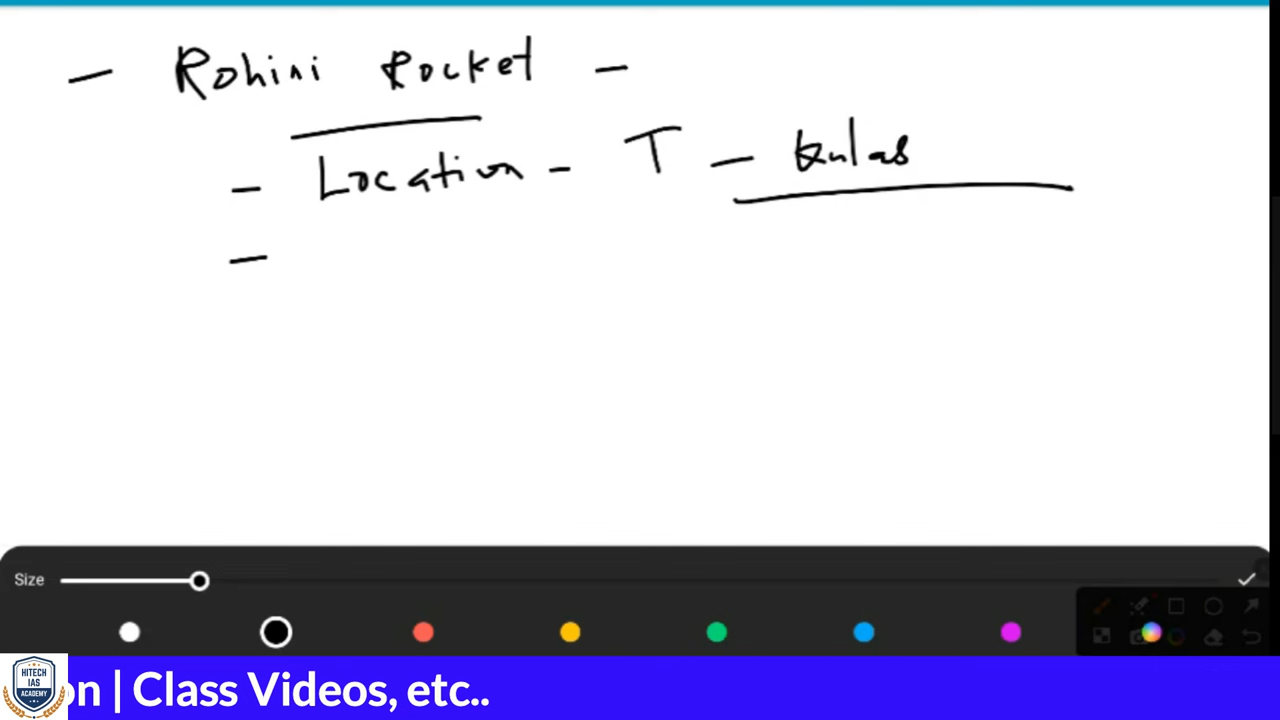 - Rohini Rocket -
- Location - T - Kulas
-
Size
HITECH
IAS
ACADEMY
on | Class Videos, etc..